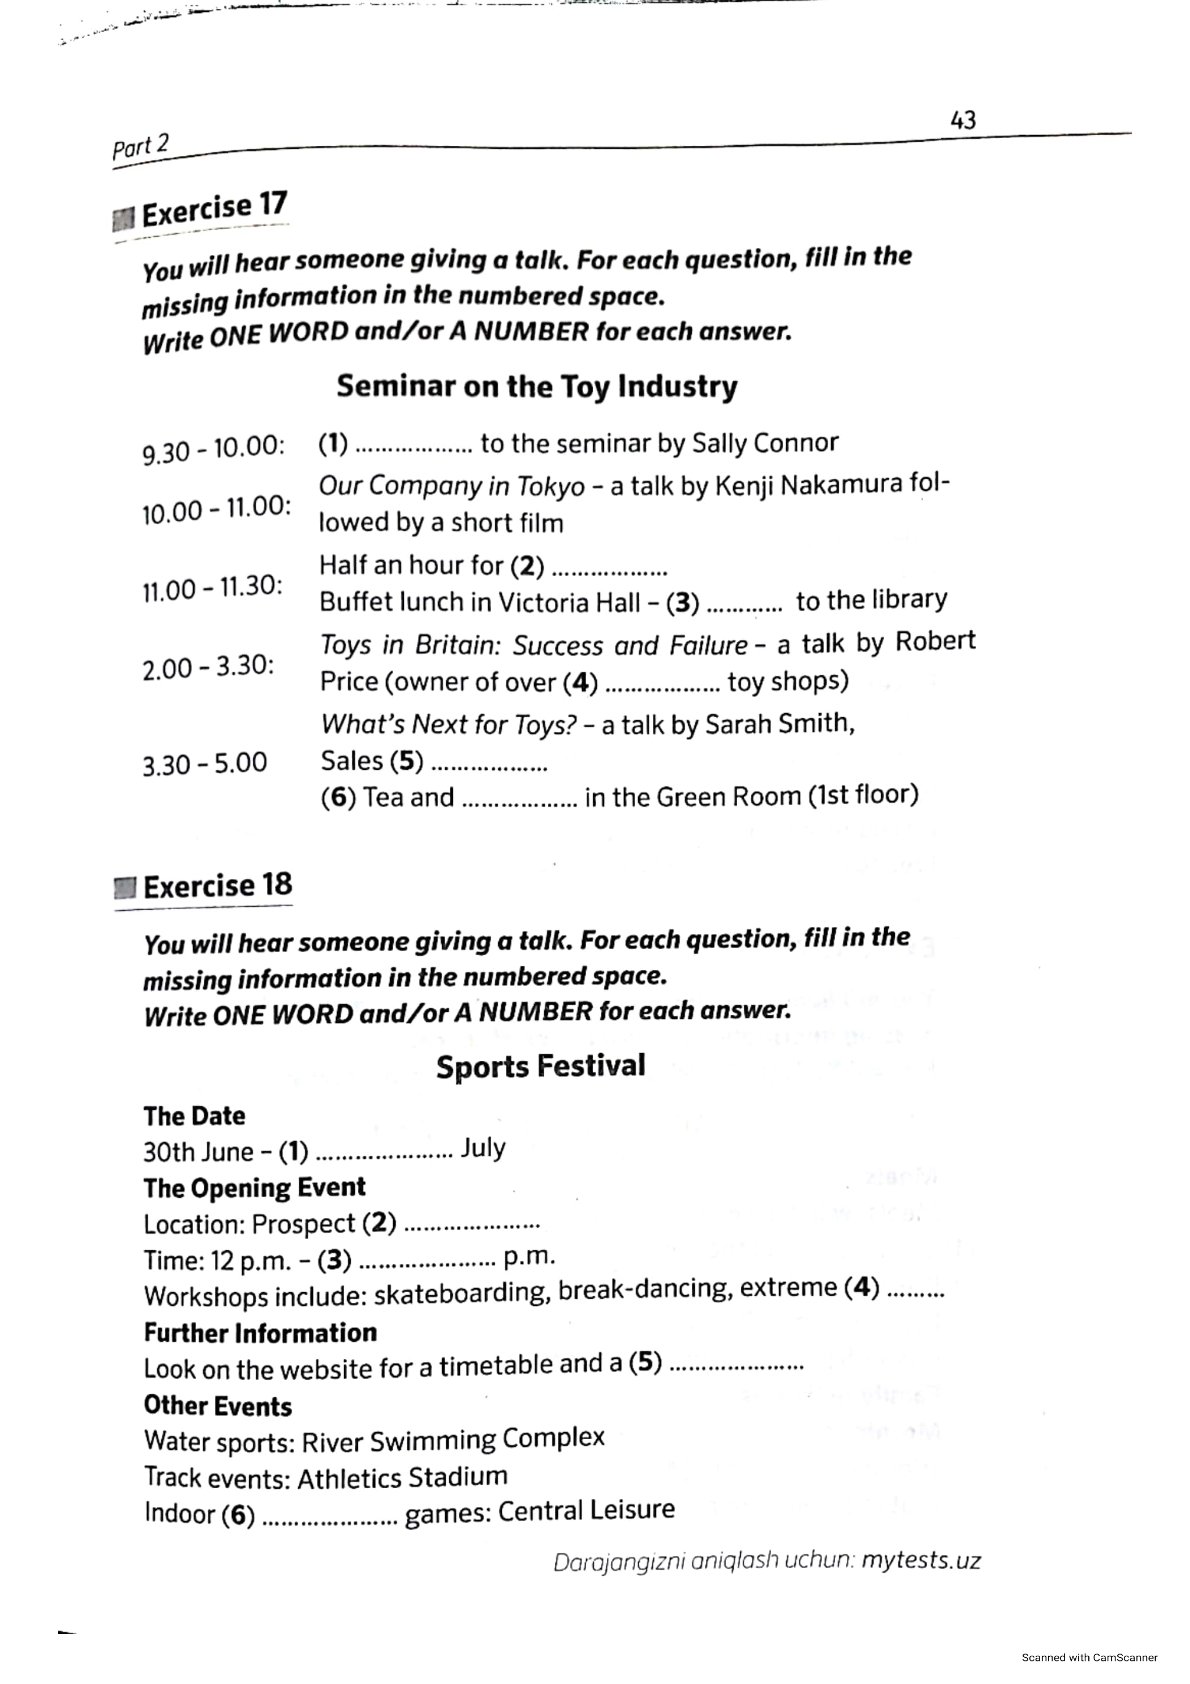 Part 2
43
Exercise 17
You will hear someone giving a talk. For each question, fill in the
missing information in the numbered space.
Write ONE WORD and/or A NUMBER for each answer.
Seminar on the Toy Industry
9.30 – 10.00: (1) .................. to the seminar by Sally Connor
10.00 – 11.00: Our Company in Tokyo – a talk by Kenji Nakamura fol-
lowed by a short film
11.00 – 11.30: Half an hour for (2) ..................
Buffet lunch in Victoria Hall – (3) ............ to the library
2.00 – 3.30: Toys in Britain: Success and Failure – a talk by Robert
Price (owner of over (4) .................. toy shops)
3.30 – 5.00 What's Next for Toys? – a talk by Sarah Smith,
Sales (5) ..................
(6) Tea and .................. in the Green Room (1st floor)
Exercise 18
You will hear someone giving a talk. For each question, fill in the
missing information in the numbered space.
Write ONE WORD and/or A NUMBER for each answer.
Sports Festival
The Date
30th June – (1) ..................... July
The Opening Event
Location: Prospect (2) .....................
Time: 12 p.m. – (3) ..................... p.m.
Workshops include: skateboarding, break-dancing, extreme (4) .........
Further Information
Look on the website for a timetable and a (5) .....................
Other Events
Water sports: River Swimming Complex
Track events: Athletics Stadium
Indoor (6) ..................... games: Central Leisure
Darajangizni aniqlash uchun: mytests.uz
Scanned with CamScanner